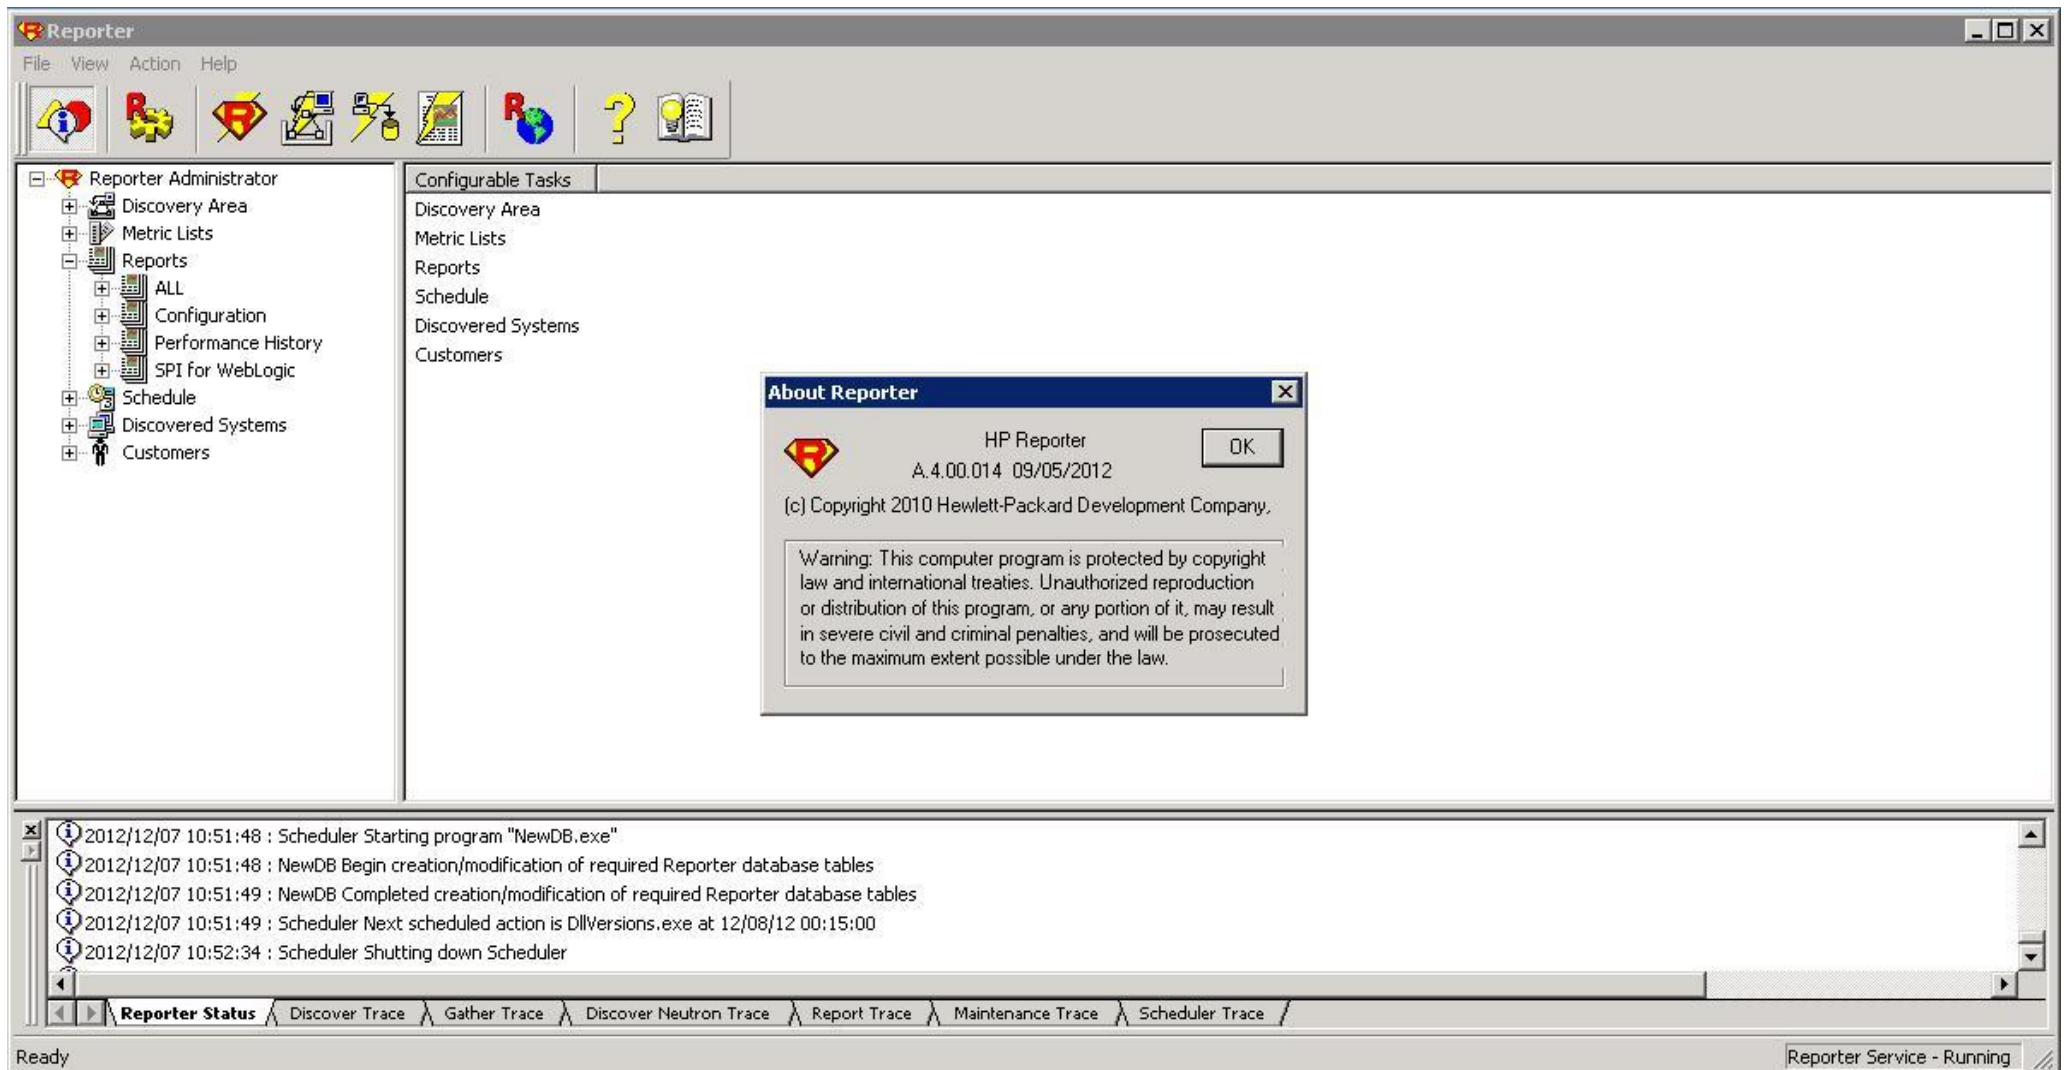 Reporter
File View Action Help
Reporter Administrator
Discovery Area
Metric Lists
Reports
ALL
Configuration
Performance History
SPI for WebLogic
Schedule
Discovered Systems
Customers
Configurable Tasks
Discovery Area
Metric Lists
Reports
Schedule
Discovered Systems
Customers
About Reporter
HP Reporter
OK
A.4.00.014 09/05/2012
(c) Copyright 2010 Hewlett-Packard Development Company,
Warning: This computer program is protected by copyright
law and international treaties. Unauthorized reproduction
or distribution of this program, or any portion of it, may result
in severe civil and criminal penalties, and will be prosecuted
to the maximum extent possible under the law.
2012/12/07 10:51:48 : Scheduler Starting program "NewDB.exe"
2012/12/07 10:51:48 : NewDB Begin creation/modification of required Reporter database tables
2012/12/07 10:51:49 : NewDB Completed creation/modification of required Reporter database tables
2012/12/07 10:51:49 : Scheduler Next scheduled action is DllVersions.exe at 12/08/12 00:15:00
2012/12/07 10:52:34 : Scheduler Shutting down Scheduler
Reporter Status Discover Trace Gather Trace Discover Neutron Trace Report Trace Maintenance Trace Scheduler Trace
Ready
Reporter Service - Running